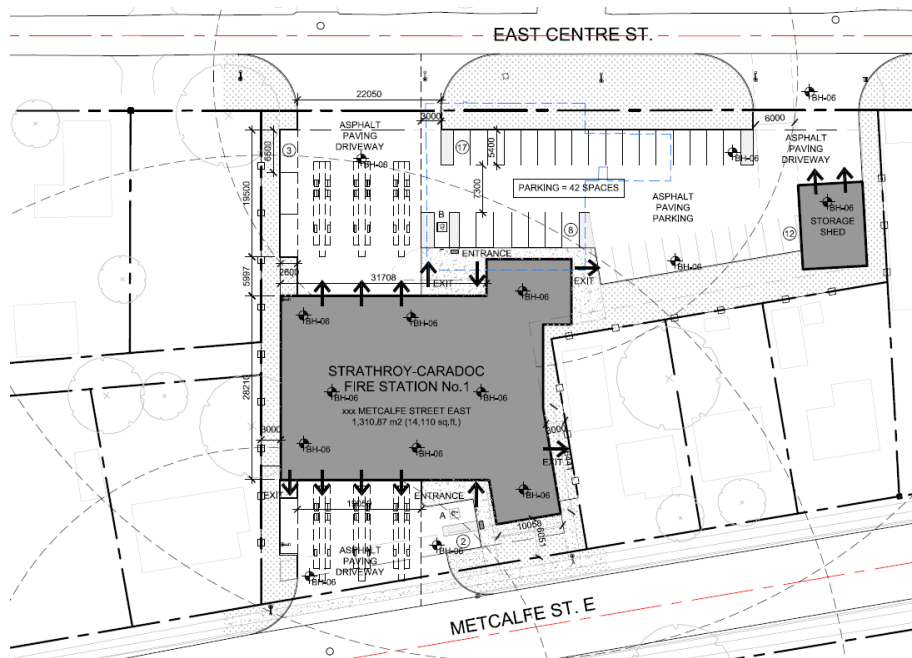 EAST CENTRE ST.
22050
3000
6000
BH-06
ASPHALT
PAVING
DRIVEWAY
ASPHALT
PAVING
DRIVEWAY
3
17
5400
BH-06
BH-06
6600
19500
7300
PARKING = 42 SPACES
ASPHALT
PAVING
PARKING
BH-06
STORAGE
SHED
B
8
12
ENTRANCE
BH-06
5997
2600
31708
EXIT
EXIT
BH-06
BH-06
BH-06
STRATHROY-CARADOC
FIRE STATION No.1
BH-06
BH-06
xxx METCALFE STREET EAST
1,310.87 m2 (14,110 sq.ft.)
28210
3000
3000
BH-06
BH-06
EXIT
EXIT
ENTRANCE
BH-06
A
10058
6051
2
BH-06
ASPHALT
PAVING
DRIVEWAY
BH-06
METCALFE ST. E